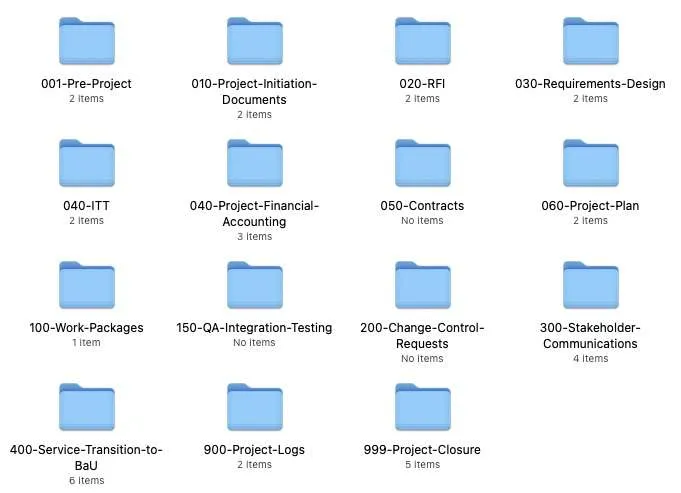 001-Pre-Project
2 items
010-Project-Initiation-
Documents
2 items
020-RFI
2 items
030-Requirements-Design
2 items
040-ITT
2 items
040-Project-Financial-
Accounting
3 items
050-Contracts
No items
060-Project-Plan
2 items
100-Work-Packages
1 item
150-QA-Integration-Testing
No items
200-Change-Control-
Requests
No items
300-Stakeholder-
Communications
4 items
400-Service-Transition-to-
BaU
6 items
900-Project-Logs
2 items
999-Project-Closure
5 items